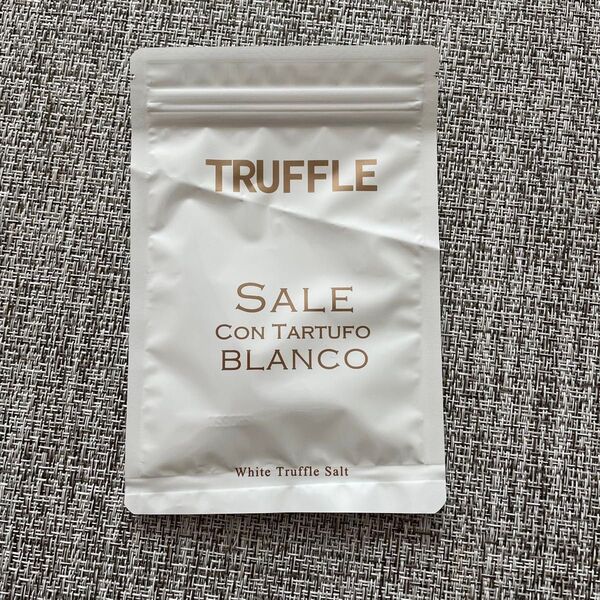 TRUFFLE
SALE
CON TARTUFO
BLANCO
White Truffle Salt